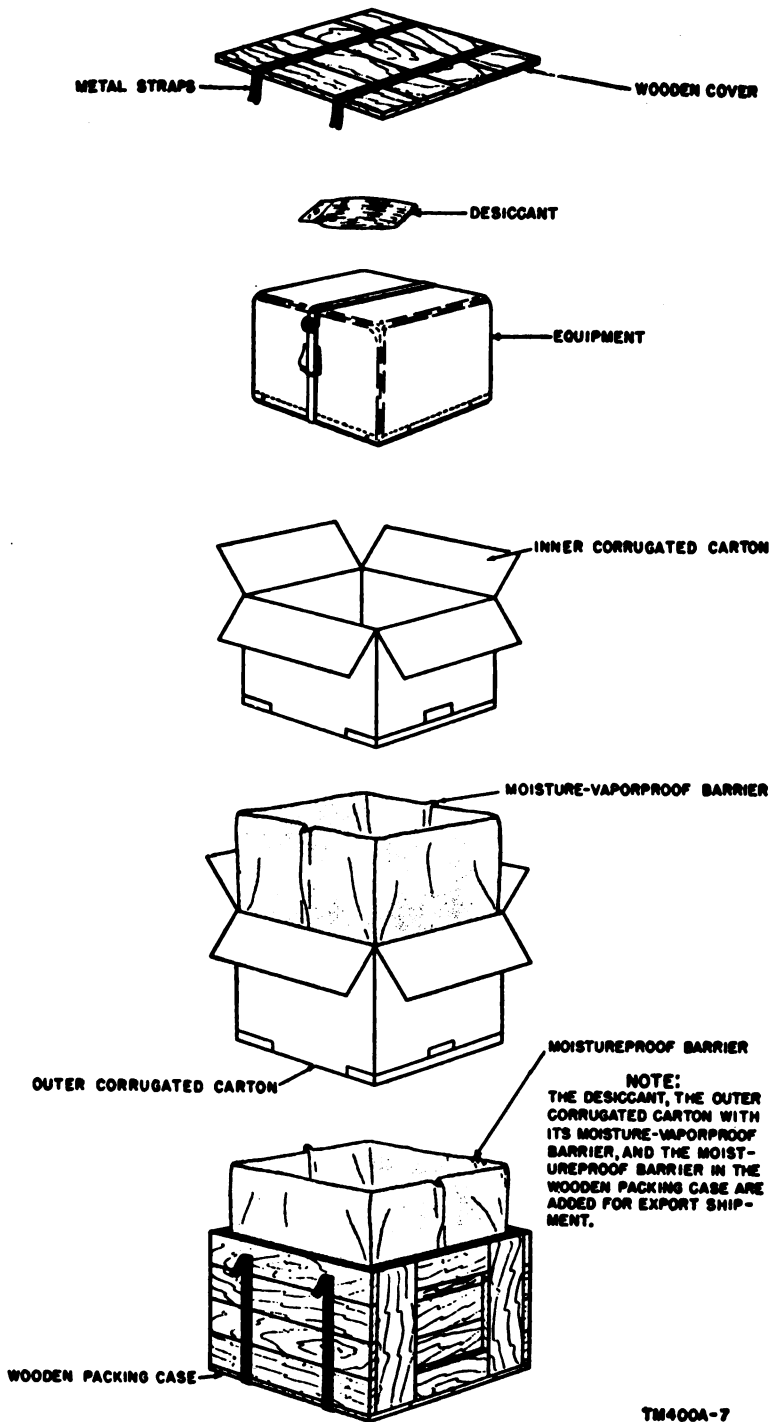 METAL STRAPS
WOODEN COVER
DESICCANT
EQUIPMENT
INNER CORRUGATED CARTON
MOISTURE-VAPORPROOF BARRIER
MOISTUREPROOF BARRIER
OUTER CORRUGATED CARTON
NOTE:
THE DESICCANT, THE OUTER
CORRUGATED CARTON WITH
ITS MOISTURE-VAPORPROOF
BARRIER, AND THE MOIST-
UREPROOF BARRIER IN THE
WOODEN PACKING CASE ARE
ADDED FOR EXPORT SHIP-
MENT.
WOODEN PACKING CASE
TM400A-7